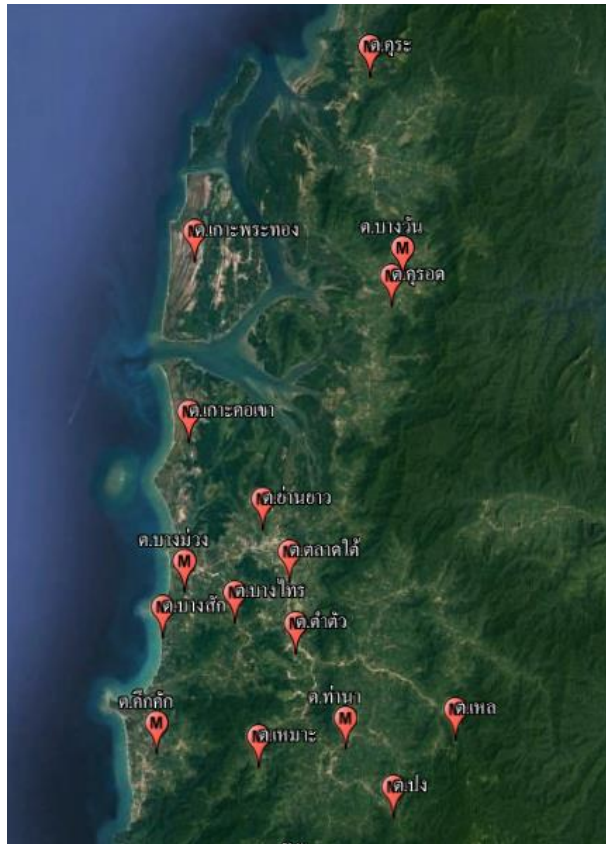 ต.คุระ
ต.เกาะพระทอง
ต.บางวัน
M
ต.คุรอด
ต.เกาะคอเขา
ต.ย่านยาว
ต.บางม่วง
M
ต.ตลาดใต้
ต.บางไทร
ต.บางสัก
ต.ตำตัว
ต.คึกคัก
M
ต.ท่านา
M
ต.เหล
ต.เหมาะ
ต.ปง